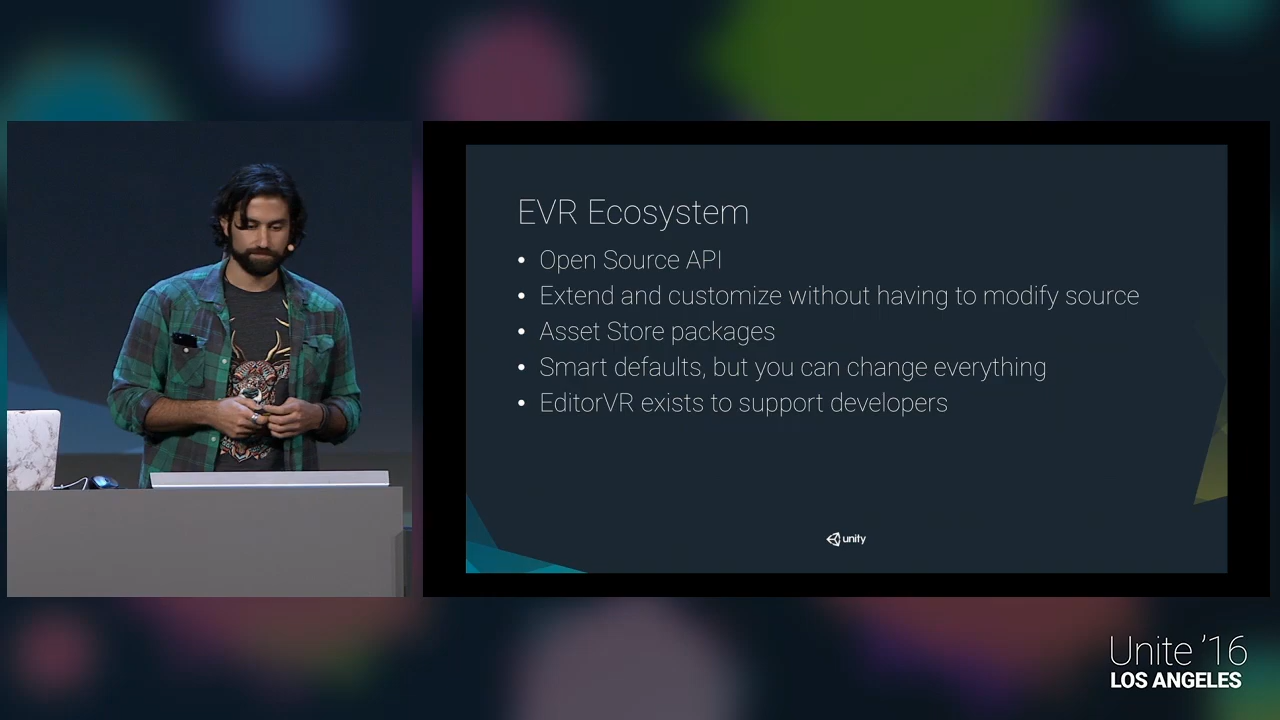 EVR Ecosystem
• Open Source API
• Extend and customize without having to modify source
• Asset Store packages
• Smart defaults, but you can change everything
• EditorVR exists to support developers
unity
Unite '16
LOS ANGELES